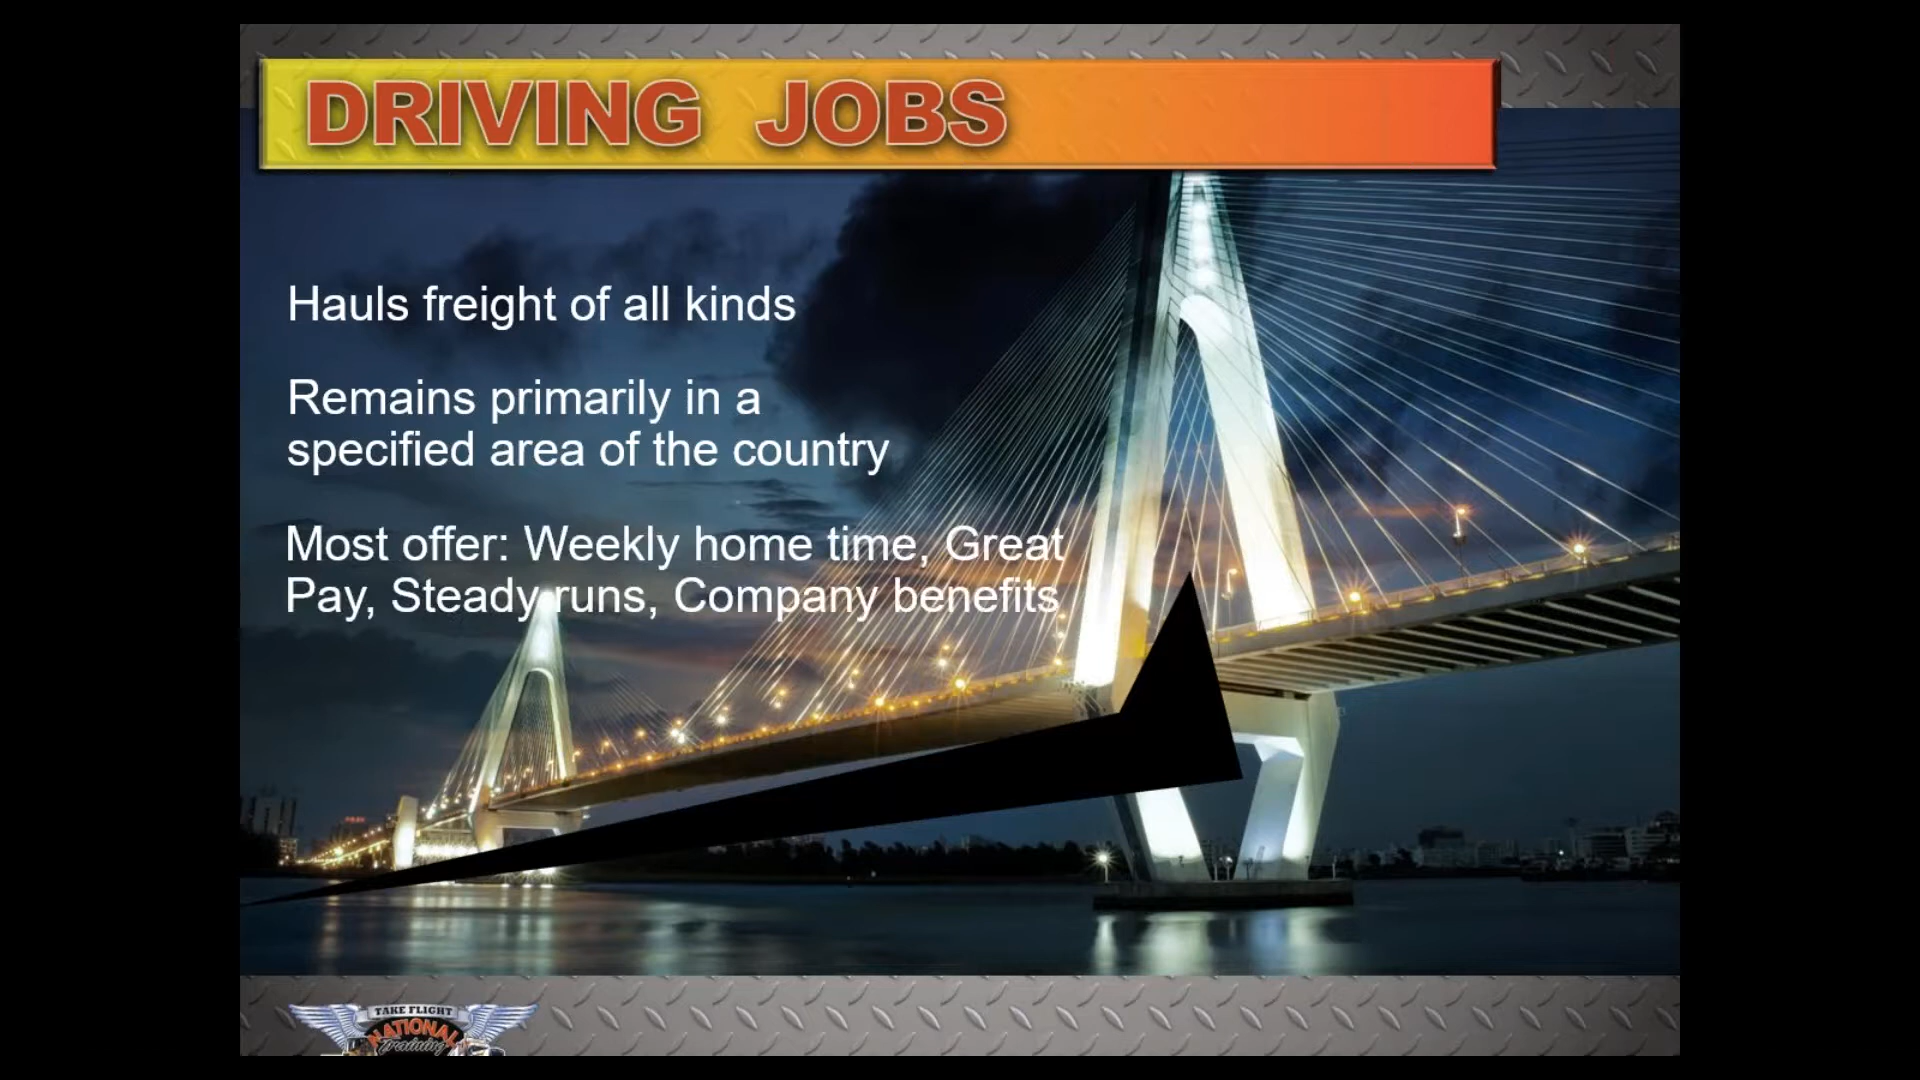 DRIVING JOBS
Hauls freight of all kinds
Remains primarily in a
specified area of the country
Most offer: Weekly home time, Great
Pay, Steady runs, Company benefits
TAKE FLIGHT
NATIONAL
Training